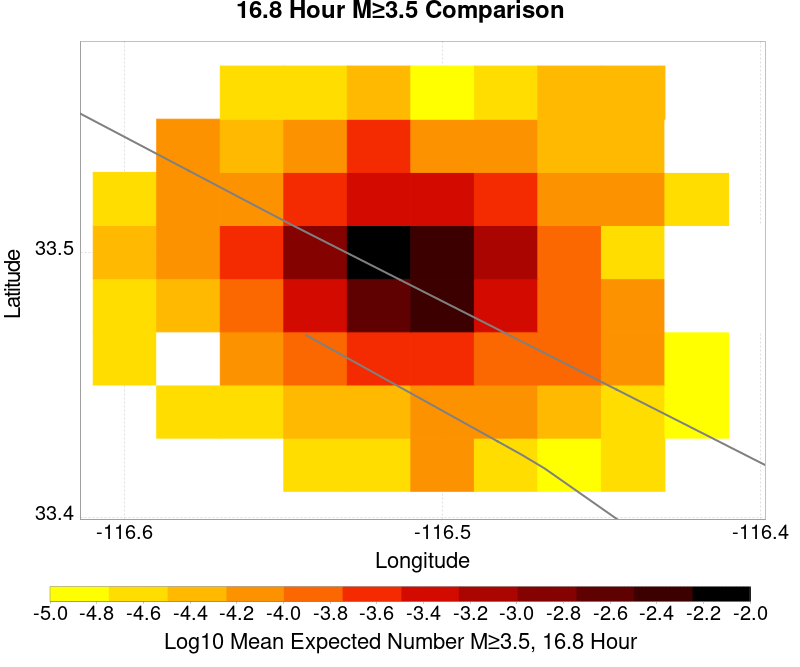 16.8 Hour M≥3.5 Comparison
33.5
33.4
Latitude
-116.6 -116.5 -116.4
Longitude
-5.0 -4.8 -4.6 -4.4 -4.2 -4.0 -3.8 -3.6 -3.4 -3.2 -3.0 -2.8 -2.6 -2.4 -2.2 -2.0
Log10 Mean Expected Number M≥3.5, 16.8 Hour